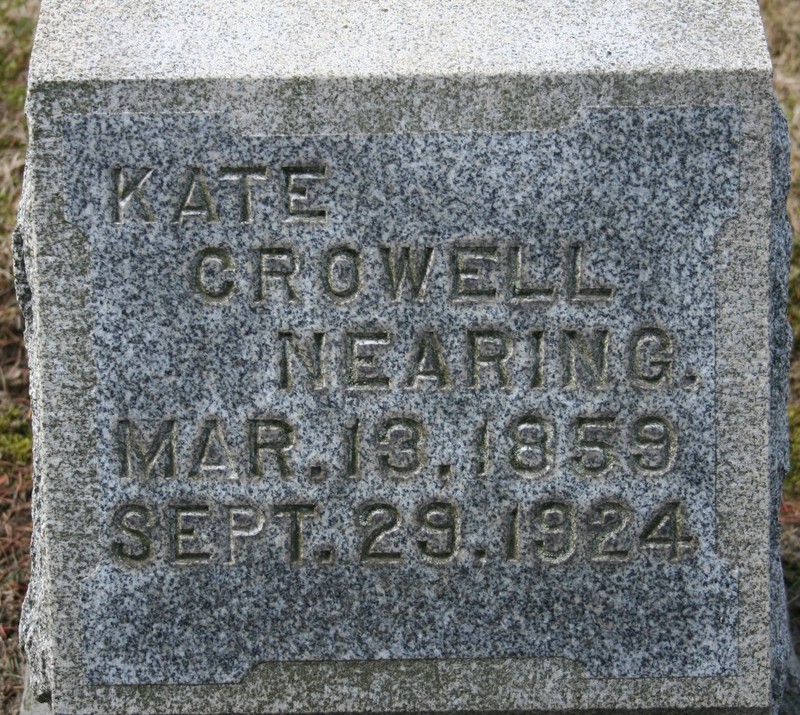 KATE
CROWELL
NEARING.
MAR. 13. 1859
SEPT. 29. 1924